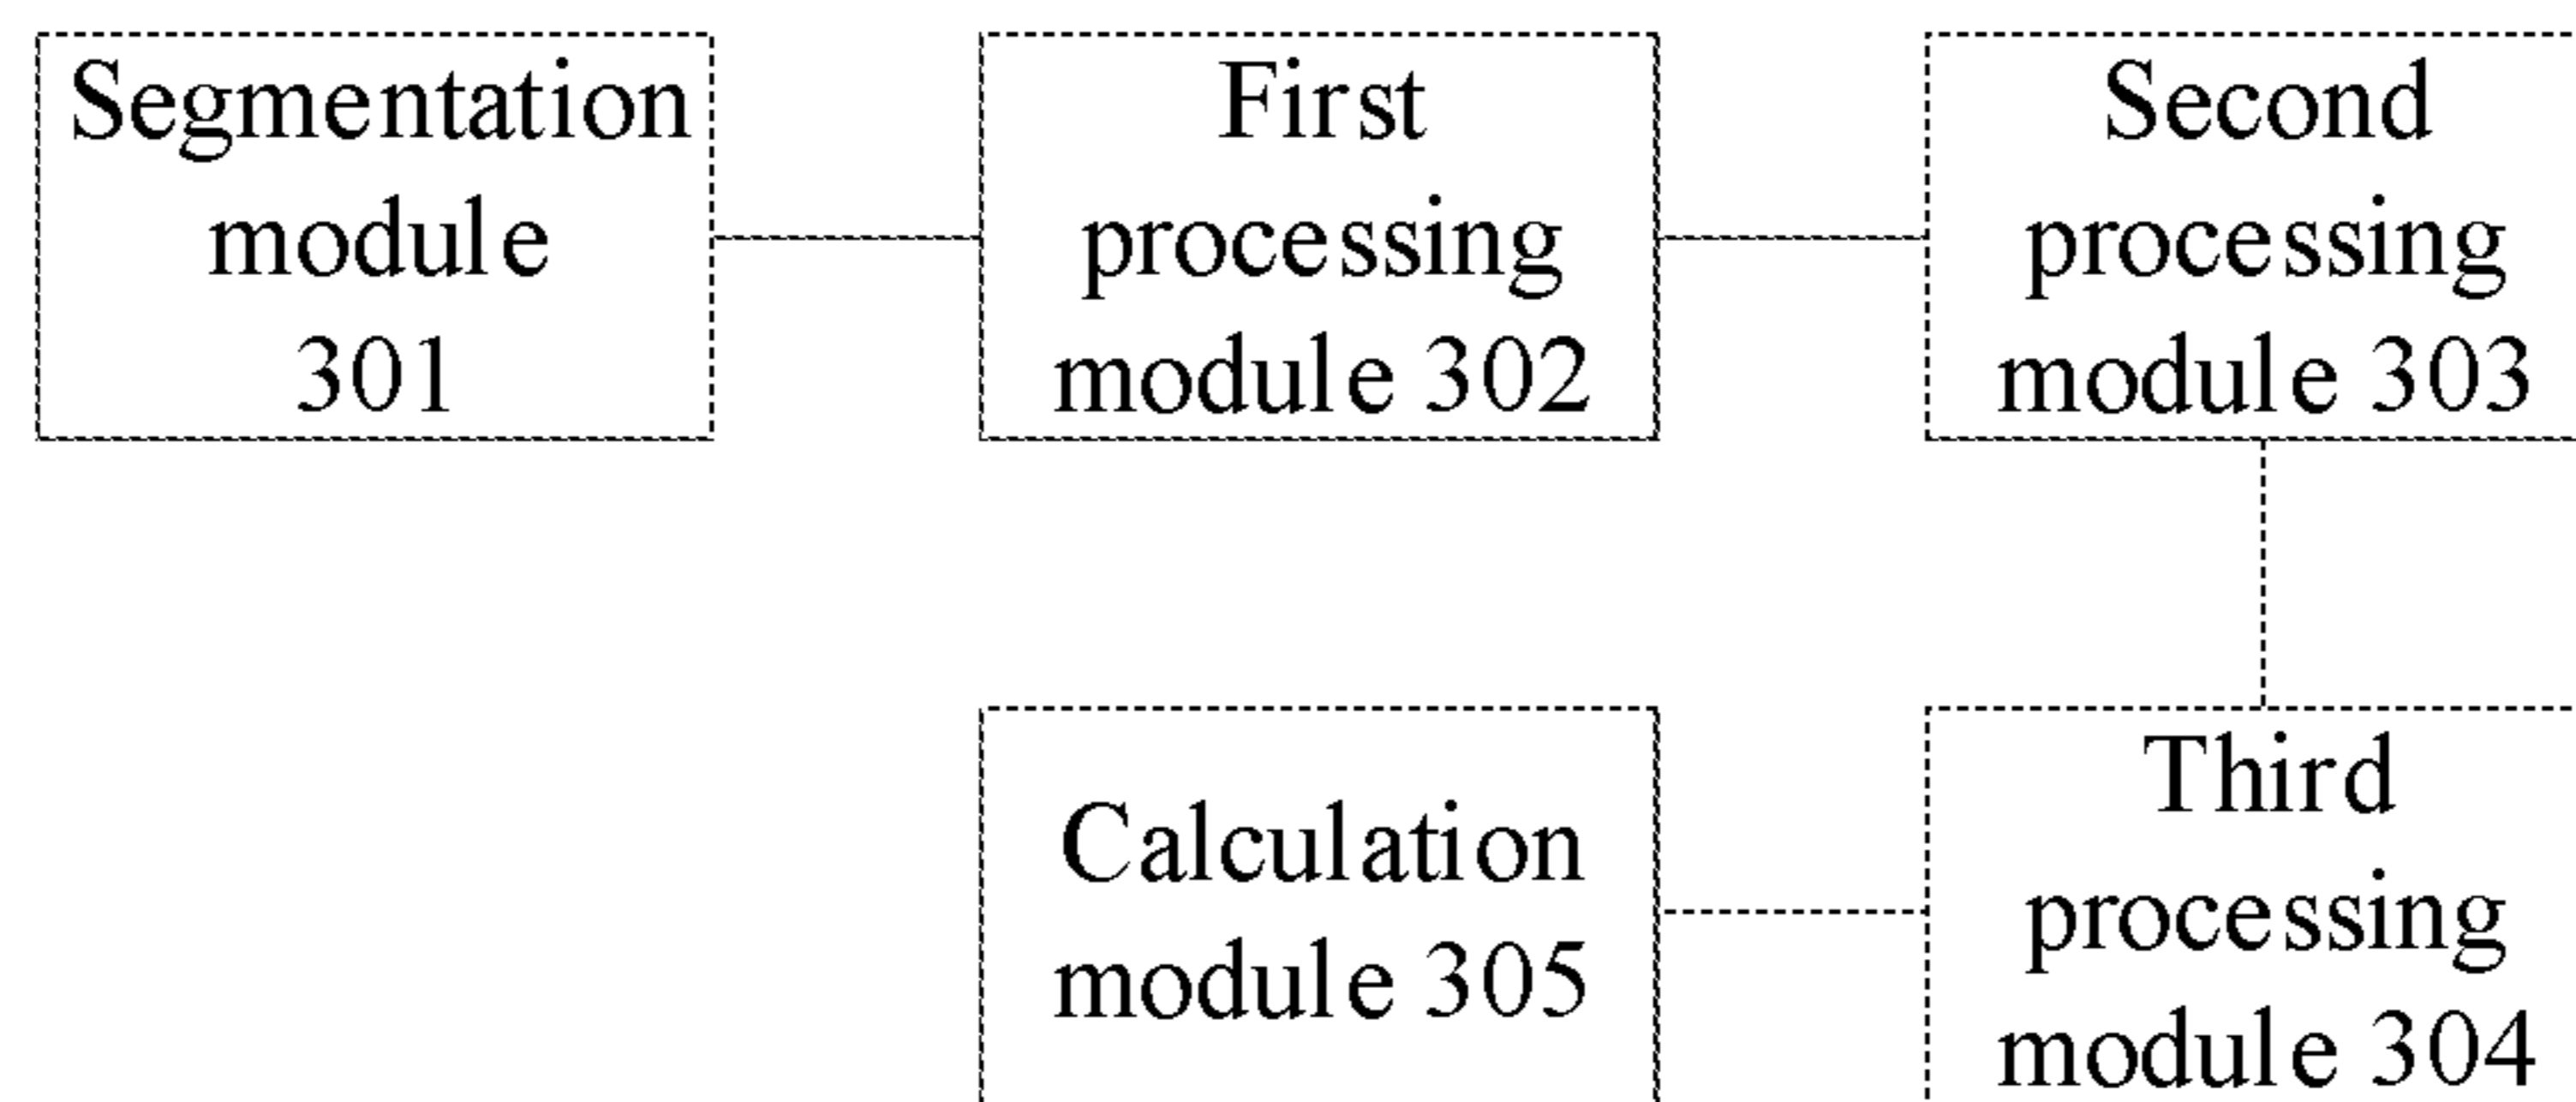 Segmentation
module
301
First
processing
module 302
Second
processing
module 303
Calculation
module 305
Third
processing
module 304